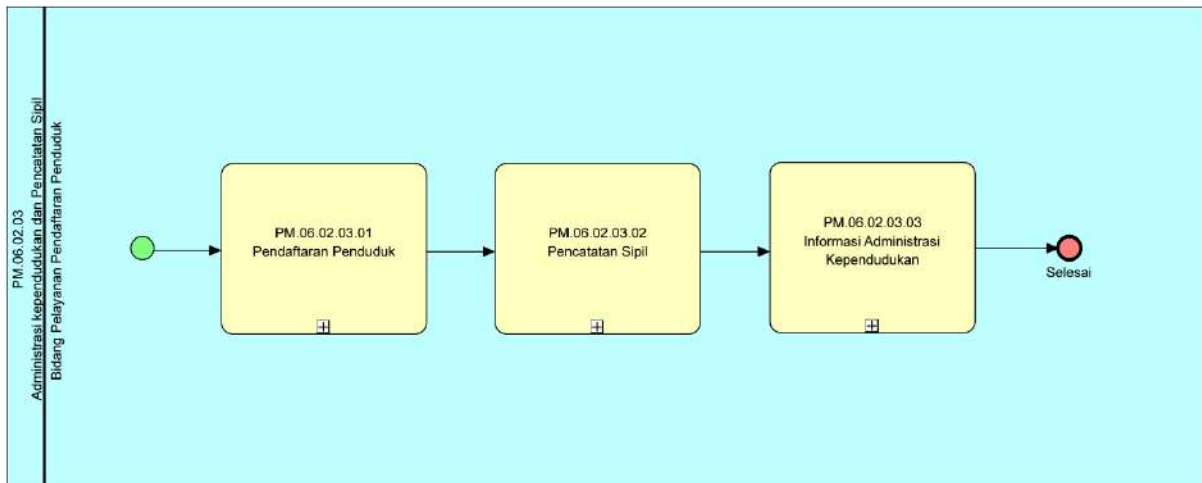 PM.06.02.03
Administrasi kependudukan dan Pencatatan Sipil
Bidang Pelayanan Pendaftaran Penduduk
PM.06.02.03.01
Pendaftaran Penduduk
PM.06.02.03.02
Pencatatan Sipil
PM.06.02.03.03
Informasi Administrasi
Kependudukan
Selesai